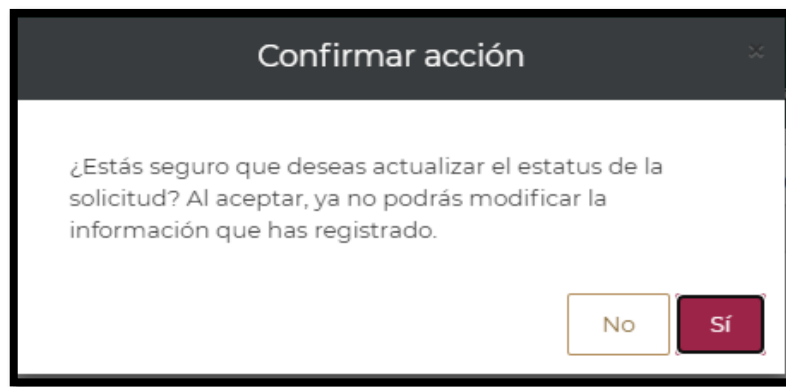 Confirmar acción
¿Estás seguro que deseas actualizar el estatus de la
solicitud? Al aceptar, ya no podrás modificar la
información que has registrado.
No
Sí